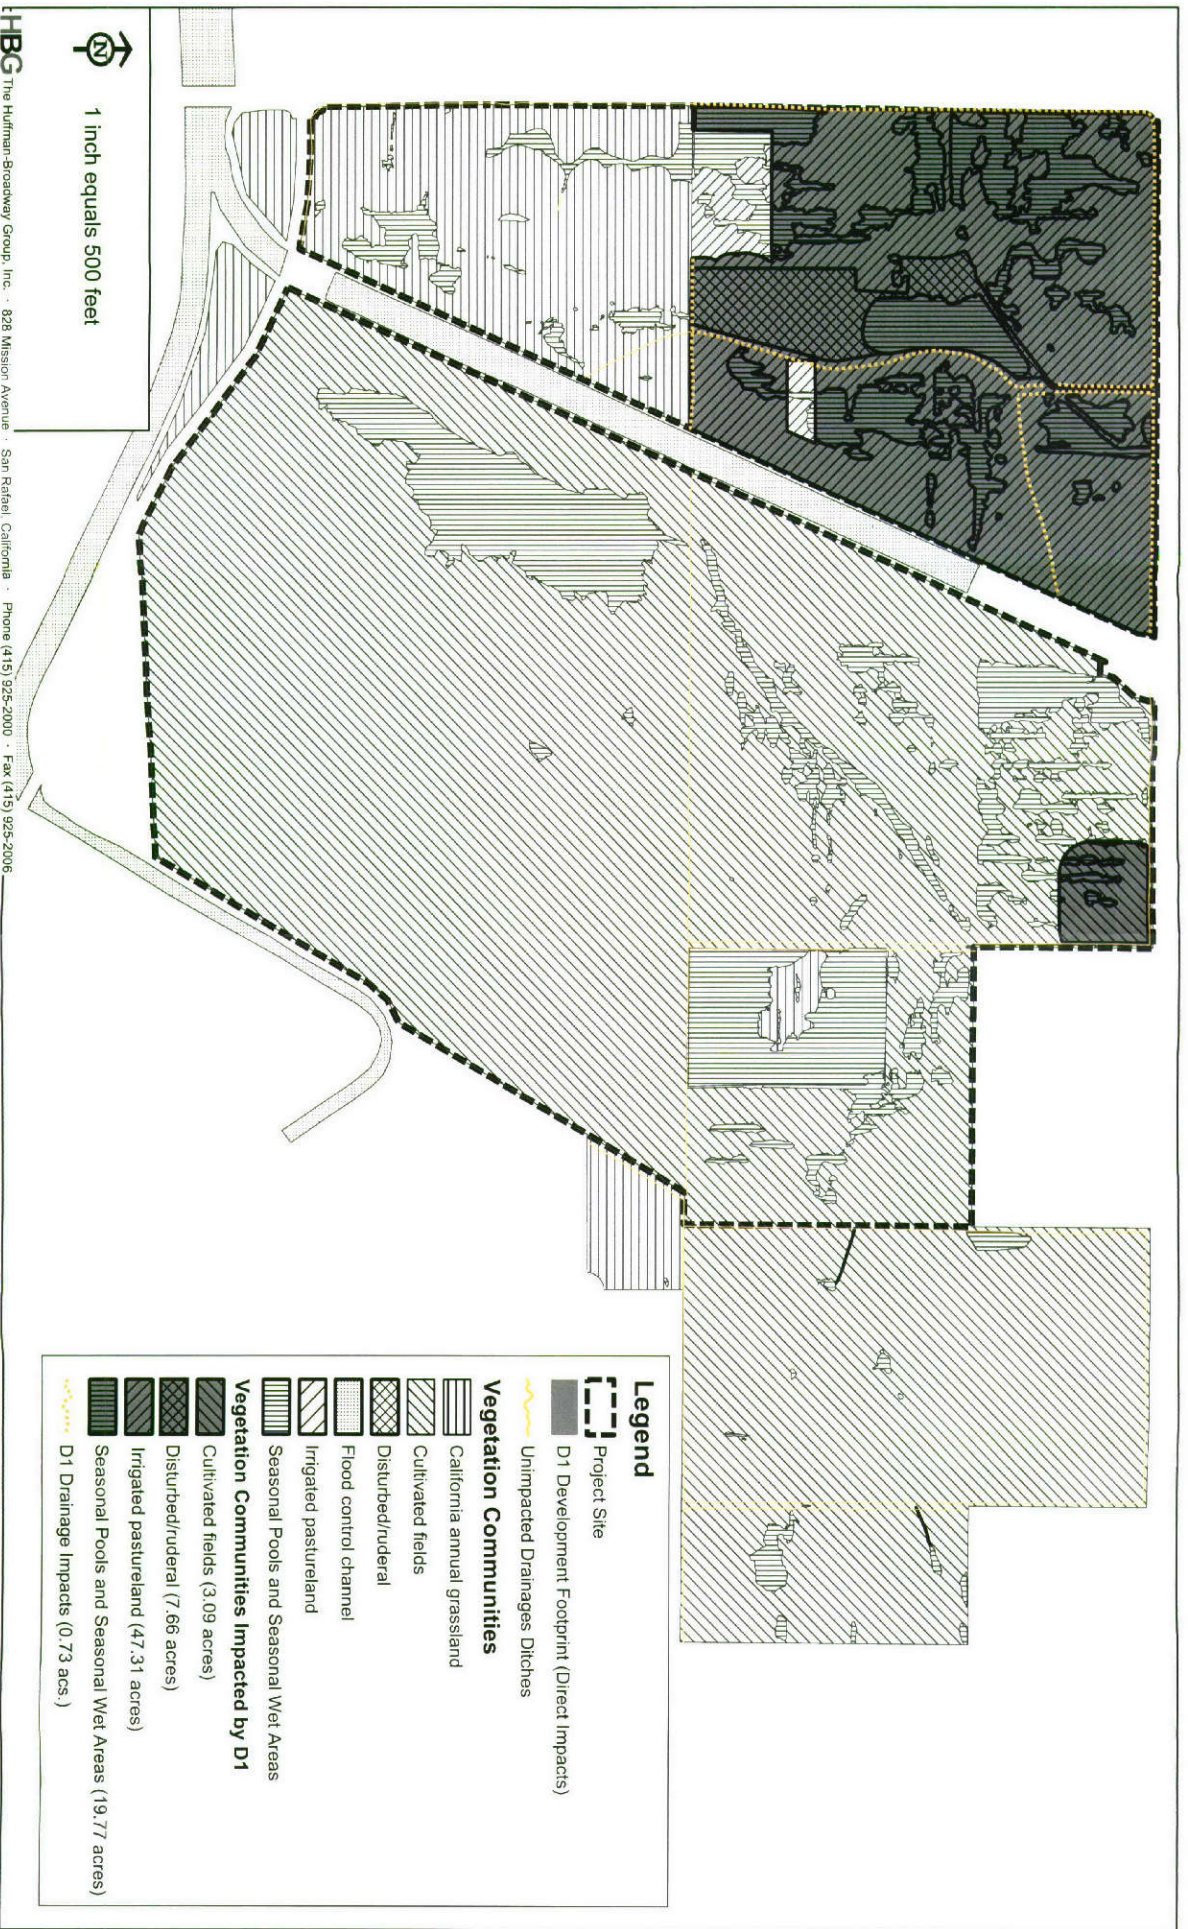 N
1 inch equals 500 feet
Legend
Project Site
D1 Development Footprint (Direct Impacts)
Unimpacted Drainages Ditches
Vegetation Communities
California annual grassland
Cultivated fields
Disturbed/ruderal
Flood control channel
Irrigated pastureland
Seasonal Pools and Seasonal Wet Areas
Vegetation Communities Impacted by D1
Cultivated fields (3.09 acres)
Disturbed/ruderal (7.66 acres)
Irrigated pastureland (47.31 acres)
Seasonal Pools and Seasonal Wet Areas (19.77 acres)
D1 Drainage Impacts (0.73 acs.)
HBG The Huffman-Broadway Group, Inc. · 828 Mission Avenue · San Rafael, California · Phone (415) 925-2000 · Fax (415) 925-2006